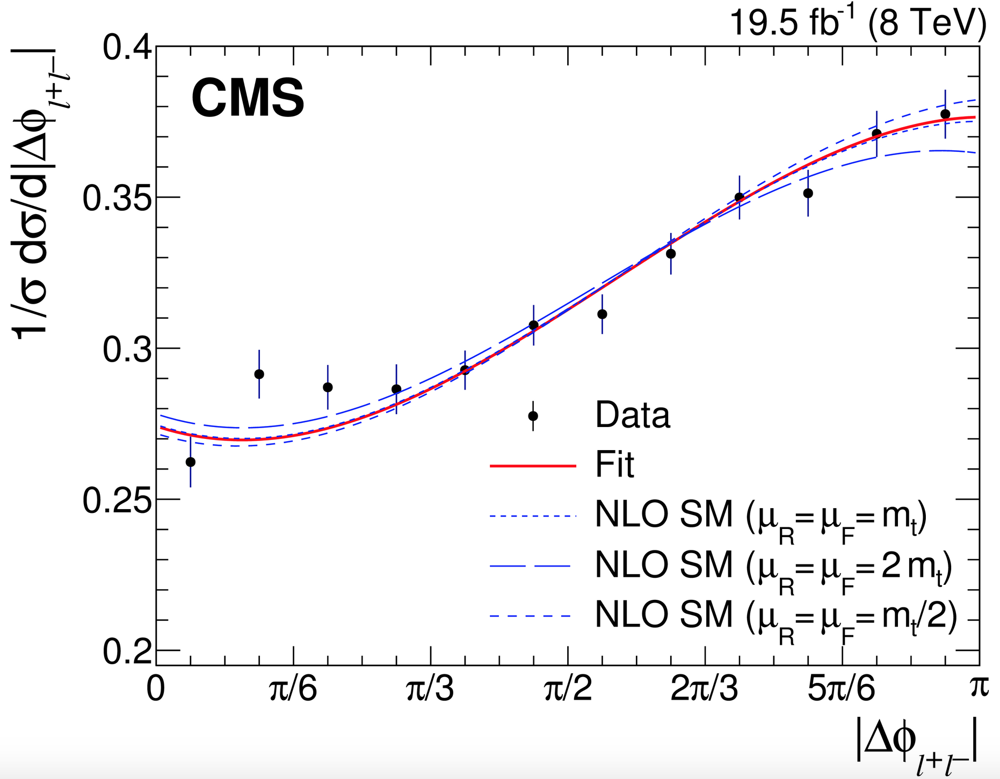 19.5 fb⁻¹ (8 TeV)
CMS
1/σ dσ/d|Δϕ_l⁺l⁻|
0.4
0.35
0.3
0.25
0.2
Data
Fit
NLO SM (μ_R = μ_F = m_t)
NLO SM (μ_R = μ_F = 2 m_t)
NLO SM (μ_R = μ_F = m_t/2)
0 π/6 π/3 π/2 2π/3 5π/6 π
|Δϕ_l⁺l⁻|